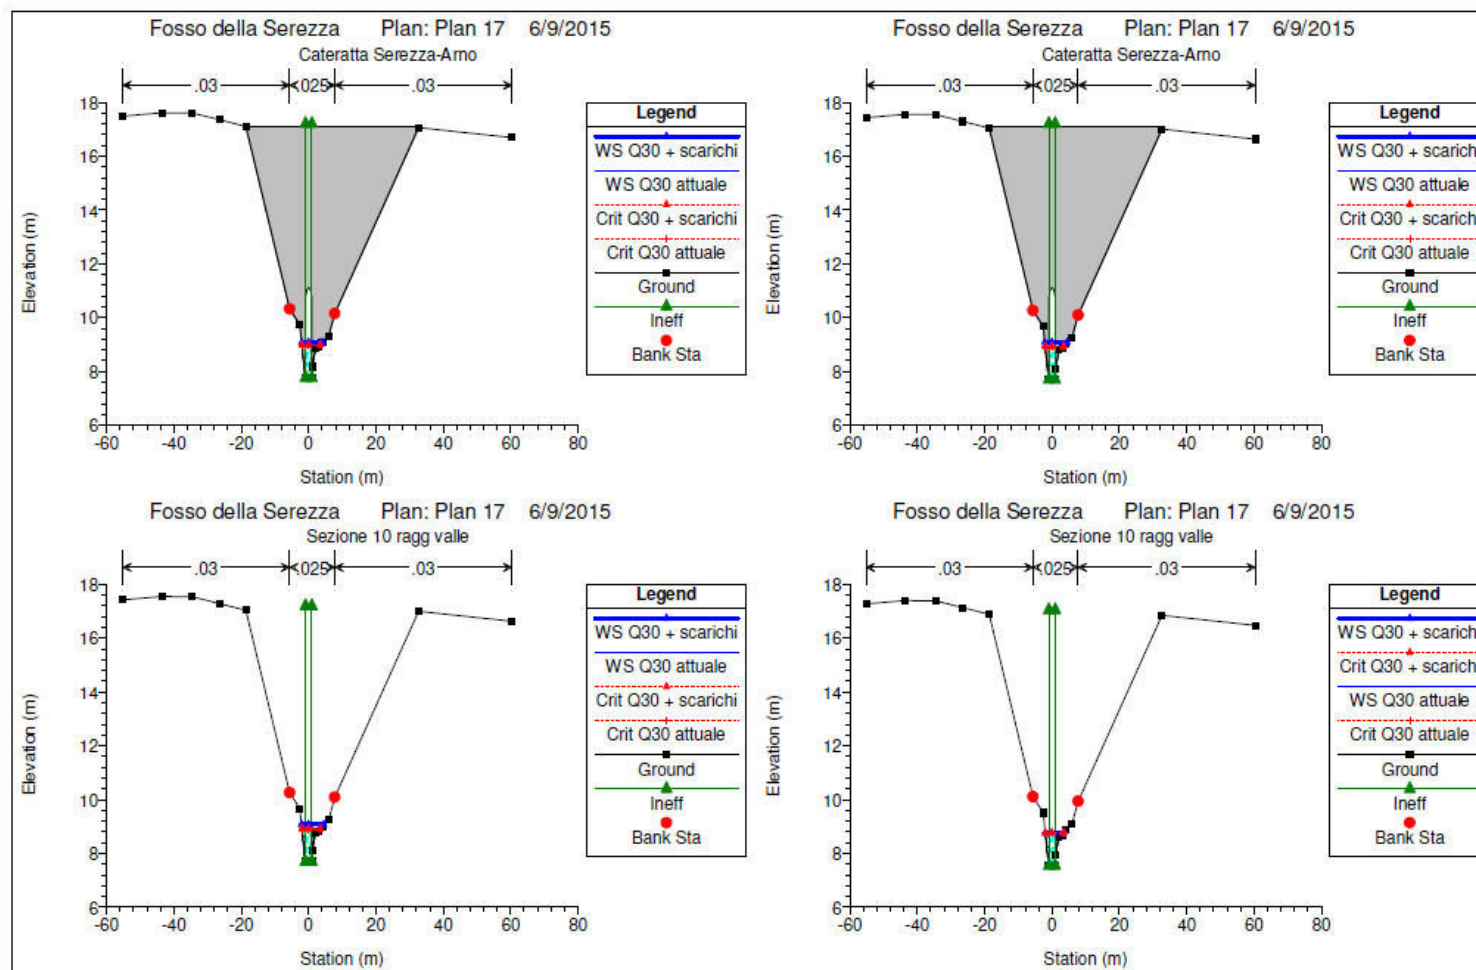 Fosso della Serezza Plan: Plan 17 6/9/2015
Cateratta Serezza-Arno
.03 .025 .03
Elevation (m)
18
16
14
12
10
8
6
-60 -40 -20 0 20 40 60 80
Station (m)
Legend
WS Q30 + scarichi
WS Q30 attuale
Crit Q30 + scarichi
Crit Q30 attuale
Ground
Ineff
Bank Sta
Fosso della Serezza Plan: Plan 17 6/9/2015
Cateratta Serezza-Arno
.03 .025 .03
Elevation (m)
18
16
14
12
10
8
6
-60 -40 -20 0 20 40 60 80
Station (m)
Legend
WS Q30 + scarich
WS Q30 attuale
Crit Q30 + scarich
Crit Q30 attuale
Ground
Ineff
Bank Sta
Fosso della Serezza Plan: Plan 17 6/9/2015
Sezione 10 ragg valle
.03 .025 .03
Elevation (m)
18
16
14
12
10
8
6
-60 -40 -20 0 20 40 60 80
Station (m)
Legend
WS Q30 + scarichi
WS Q30 attuale
Crit Q30 + scarichi
Crit Q30 attuale
Ground
Ineff
Bank Sta
Fosso della Serezza Plan: Plan 17 6/9/2015
Sezione 10 ragg valle
.03 .025 .03
Elevation (m)
18
16
14
12
10
8
6
-60 -40 -20 0 20 40 60 80
Station (m)
Legend
WS Q30 + scarich
Crit Q30 + scarich
WS Q30 attuale
Crit Q30 attuale
Ground
Ineff
Bank Sta